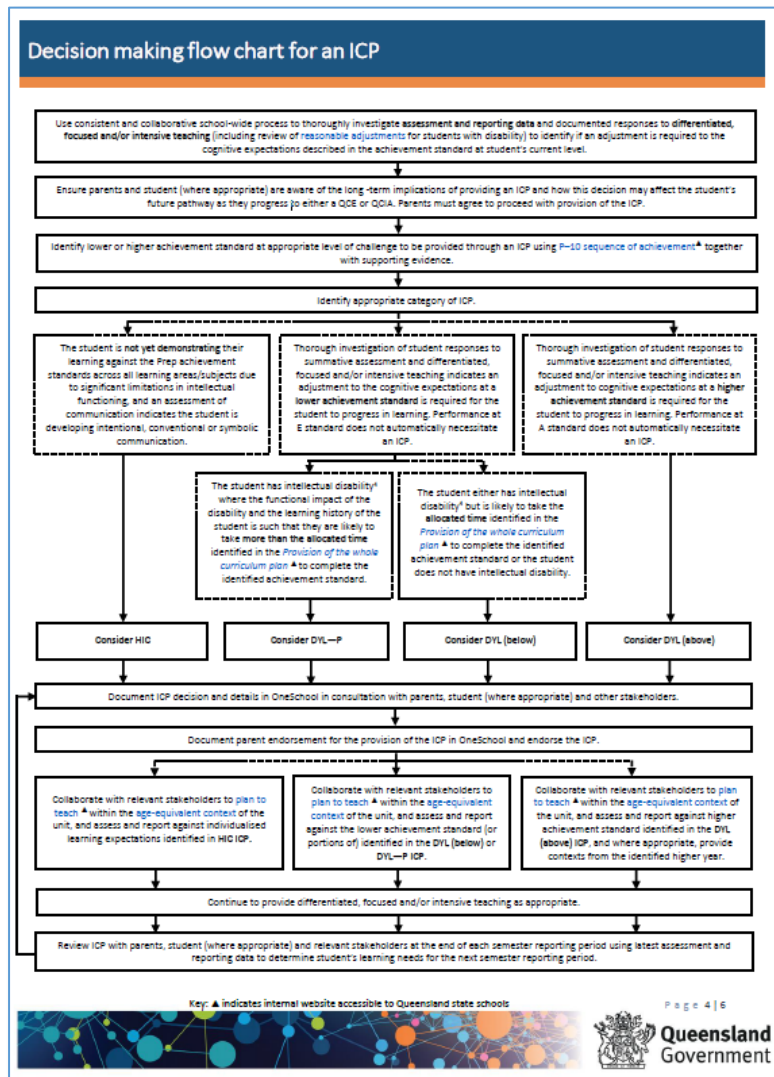 Decision making flow chart for an ICP
Use consistent and collaborative school-wide process to thoroughly investigate assessment and reporting data and documented responses to differentiated,
focused and/or intensive teaching (including review of reasonable adjustments for students with disability) to identify if an adjustment is required to the
cognitive expectations described in the achievement standard at student's current level.
Ensure parents and student (where appropriate) are aware of the long -term implications of providing an ICP and how this decision may affect the student's
future pathway as they progress to either a QCE or QCIA. Parents must agree to proceed with provision of the ICP.
Identify lower or higher achievement standard at appropriate level of challenge to be provided through an ICP using P–10 sequence of achievement▲ together
with supporting evidence.
Identify appropriate category of ICP.
The student is not yet demonstrating their
learning against the Prep achievement
standards across all learning areas/subjects due
to significant limitations in intellectual
functioning, and an assessment of
communication indicates the student is
developing intentional, conventional or symbolic
communication.
Thorough investigation of student responses to
summative assessment and differentiated,
focused and/or intensive teaching indicates an
adjustment to the cognitive expectations at a
lower achievement standard is required for the
student to progress in learning. Performance at
E standard does not automatically necessitate
an ICP.
Thorough investigation of student responses to
summative assessment and differentiated,
focused and/or intensive teaching indicates an
adjustment to cognitive expectations at a higher
achievement standard is required for the
student to progress in learning. Performance at
A standard does not automatically necessitate
an ICP.
The student has intellectual disability
where the functional impact of the
disability and the learning history of the
student is such that they are likely to
take more than the allocated time
identified in the Provision of the whole
curriculum plan ▲ to complete the
identified achievement standard.
The student either has intellectual
disability but is likely to take the
allocated time identified in the
Provision of the whole curriculum
plan ▲ to complete the identified
achievement standard or the student
does not have intellectual disability.
Consider HIC
Consider DYL—P
Consider DYL (below)
Consider DYL (above)
Document ICP decision and details in OneSchool in consultation with parents, student (where appropriate) and other stakeholders.
Document parent endorsement for the provision of the ICP in OneSchool and endorse the ICP.
Collaborate with relevant stakeholders to plan to
teach ▲ within the age-equivalent context of the
unit, and assess and report against individualised
learning expectations identified in HIC ICP.
Collaborate with relevant stakeholders to
plan to teach ▲ within the age-equivalent
context of the unit, and assess and report
against the lower achievement standard (or
portions of) identified in the DYL (below) or
DYL—P ICP.
Collaborate with relevant stakeholders to plan to
teach ▲ within the age-equivalent context of
the unit, and assess and report against higher
achievement standard identified in the DYL
(above) ICP, and where appropriate, provide
contexts from the identified higher year.
Continue to provide differentiated, focused and/or intensive teaching as appropriate.
Review ICP with parents, student (where appropriate) and relevant stakeholders at the end of each semester reporting period using latest assessment and
reporting data to determine student's learning needs for the next semester reporting period.
Key: ▲ indicates internal website accessible to Queensland state schools
Page 4 | 6
Queensland
Government